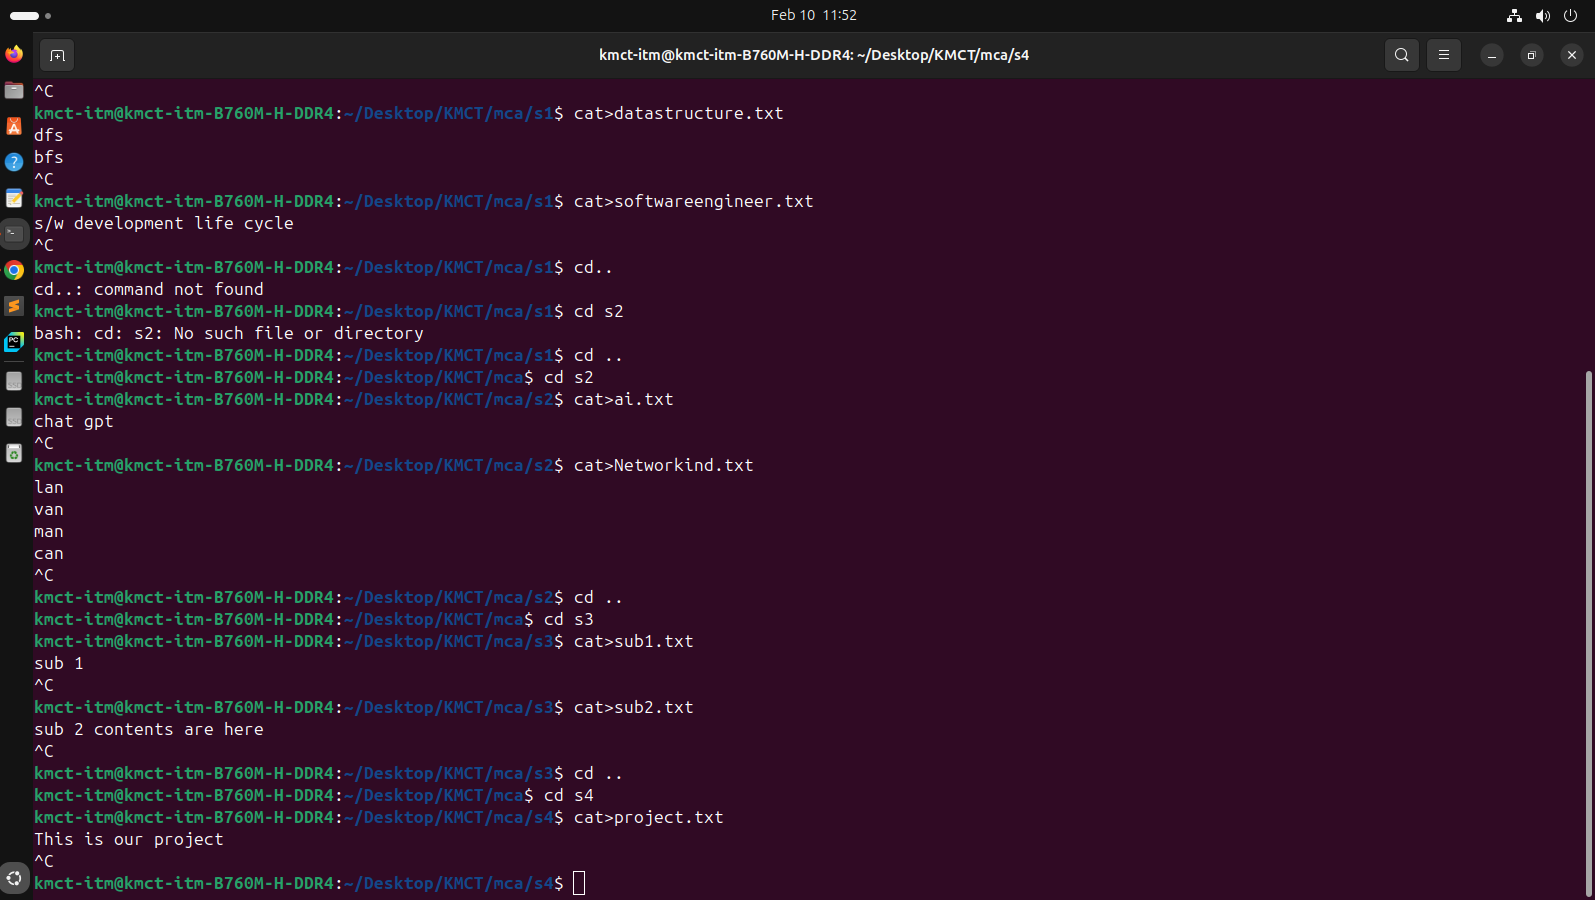 Feb 10 11:52
kmct-itm@kmct-itm-B760M-H-DDR4: ~/Desktop/KMCT/mca/s4
^C
kmct-itm@kmct-itm-B760M-H-DDR4:~/Desktop/KMCT/mca/s1$ cat>datastructure.txt
dfs
bfs
^C
kmct-itm@kmct-itm-B760M-H-DDR4:~/Desktop/KMCT/mca/s1$ cat>softwareengineer.txt
s/w development life cycle
^C
kmct-itm@kmct-itm-B760M-H-DDR4:~/Desktop/KMCT/mca/s1$ cd..
cd..: command not found
kmct-itm@kmct-itm-B760M-H-DDR4:~/Desktop/KMCT/mca/s1$ cd s2
bash: cd: s2: No such file or directory
kmct-itm@kmct-itm-B760M-H-DDR4:~/Desktop/KMCT/mca/s1$ cd ..
kmct-itm@kmct-itm-B760M-H-DDR4:~/Desktop/KMCT/mca$ cd s2
kmct-itm@kmct-itm-B760M-H-DDR4:~/Desktop/KMCT/mca/s2$ cat>ai.txt
chat gpt
^C
kmct-itm@kmct-itm-B760M-H-DDR4:~/Desktop/KMCT/mca/s2$ cat>Networkind.txt
lan
van
man
can
^C
kmct-itm@kmct-itm-B760M-H-DDR4:~/Desktop/KMCT/mca/s2$ cd ..
kmct-itm@kmct-itm-B760M-H-DDR4:~/Desktop/KMCT/mca$ cd s3
kmct-itm@kmct-itm-B760M-H-DDR4:~/Desktop/KMCT/mca/s3$ cat>sub1.txt
sub 1
^C
kmct-itm@kmct-itm-B760M-H-DDR4:~/Desktop/KMCT/mca/s3$ cat>sub2.txt
sub 2 contents are here
^C
kmct-itm@kmct-itm-B760M-H-DDR4:~/Desktop/KMCT/mca/s3$ cd ..
kmct-itm@kmct-itm-B760M-H-DDR4:~/Desktop/KMCT/mca$ cd s4
kmct-itm@kmct-itm-B760M-H-DDR4:~/Desktop/KMCT/mca/s4$ cat>project.txt
This is our project
^C
kmct-itm@kmct-itm-B760M-H-DDR4:~/Desktop/KMCT/mca/s4$